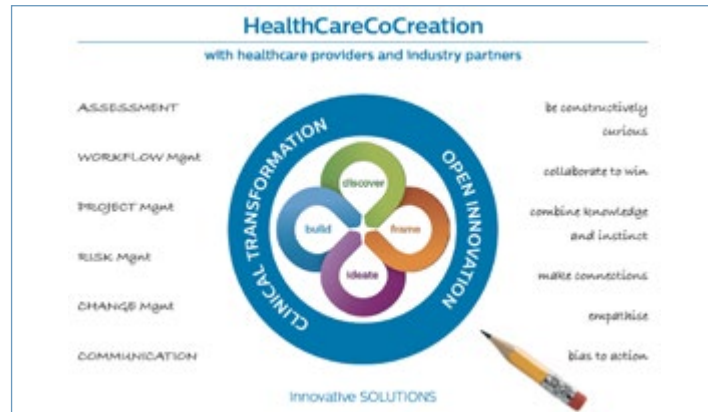 HealthCareCoCreation
with healthcare providers and industry partners
ASSESSMENT
WORKFLOW Mgnt
PROJECT Mgnt
RISK Mgnt
CHANGE Mgnt
COMMUNICATION
CLINICAL TRANSFORMATION
OPEN INNOVATION
discover
build
frame
ideate
be constructively
curious
collaborate to win
combine knowledge
and instinct
make connections
empathise
bias to action
Innovative SOLUTIONS